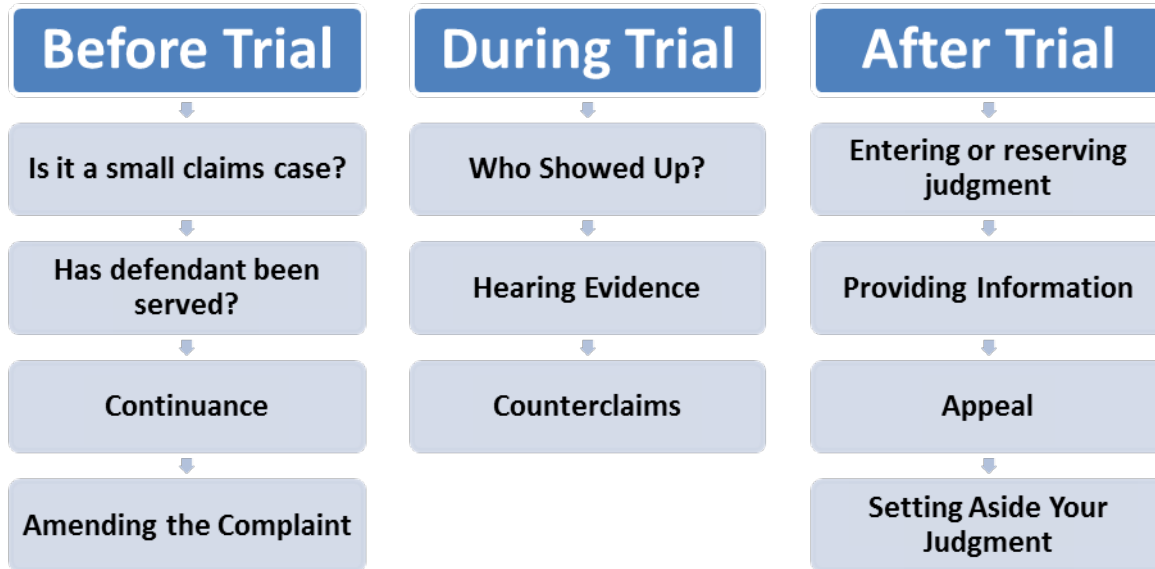 Before Trial
Is it a small claims case?
Has defendant been
served?
Continuance
Amending the Complaint
During Trial
Who Showed Up?
Hearing Evidence
Counterclaims
After Trial
Entering or reserving
judgment
Providing Information
Appeal
Setting Aside Your
Judgment